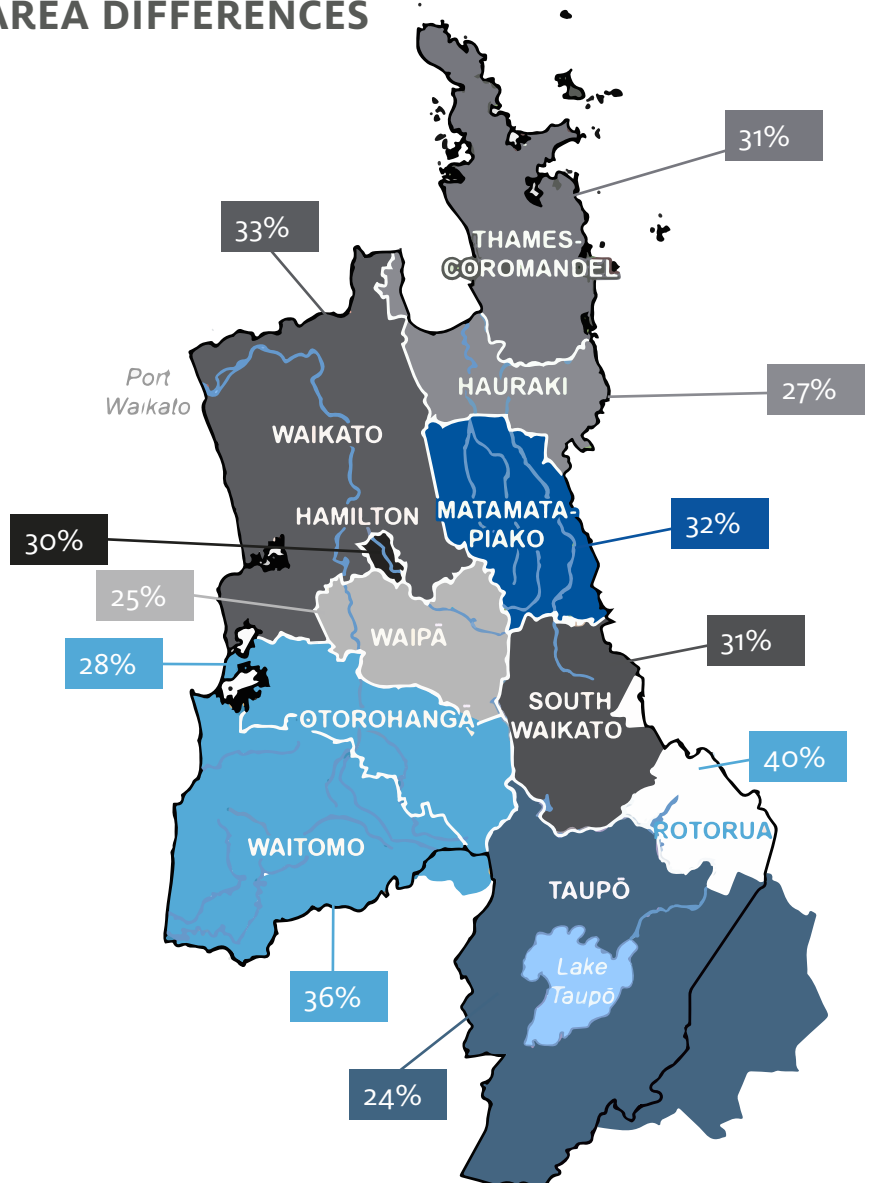 AREA DIFFERENCES
31%
33%
THAMES-
COROMANDEL
Port
Waikato
HAURAKI
27%
WAIKATO
HAMILTON
MATAMATA-
PIAKO
32%
30%
25%
WAIPĀ
31%
28%
SOUTH
WAIKATO
OTOROHANGĀ
40%
ROTORUA
WAITOMO
TAUPŌ
Lake
Taupō
36%
24%